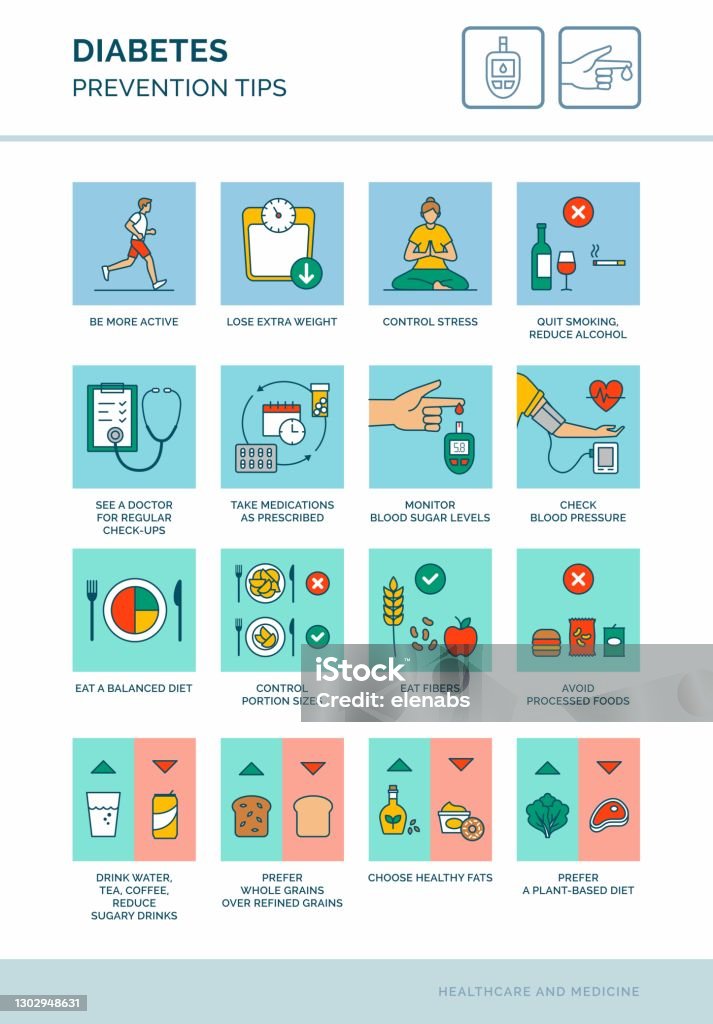 DIABETES
PREVENTION TIPS
BE MORE ACTIVE
LOSE EXTRA WEIGHT
CONTROL STRESS
QUIT SMOKING,
REDUCE ALCOHOL
SEE A DOCTOR
FOR REGULAR
CHECK-UPS
TAKE MEDICATIONS
AS PRESCRIBED
5.8
MONITOR
BLOOD SUGAR LEVELS
CHECK
BLOOD PRESSURE
EAT A BALANCED DIET
CONTROL
PORTION SIZES
EAT FIBERS
AVOID
PROCESSED FOODS
iStock
Credit: elenabs
DRINK WATER,
TEA, COFFEE,
REDUCE
SUGARY DRINKS
PREFER
WHOLE GRAINS
OVER REFINED GRAINS
CHOOSE HEALTHY FATS
PREFER
A PLANT-BASED DIET
HEALTHCARE AND MEDICINE
1302948631